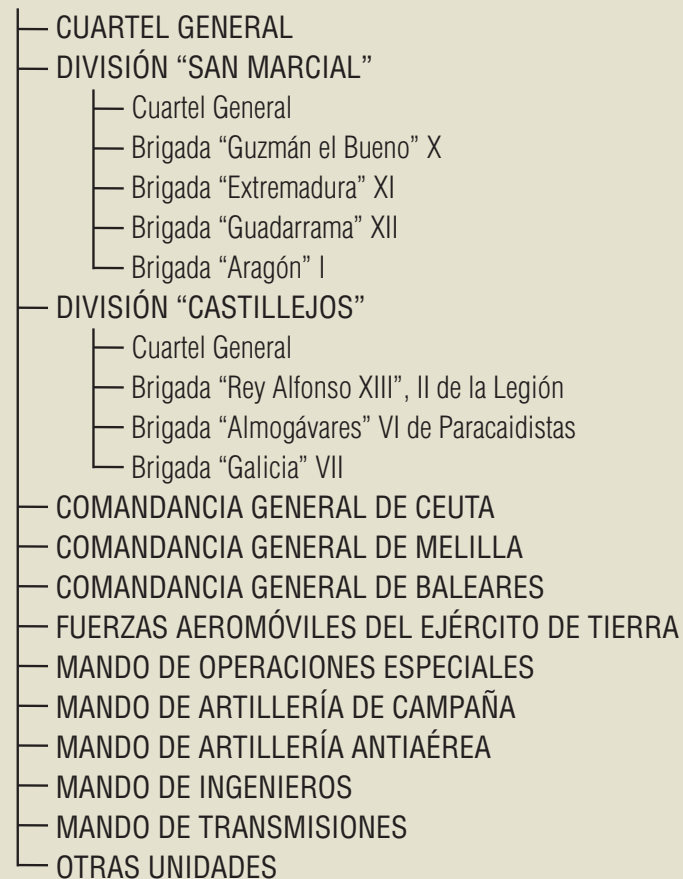 CUARTEL GENERAL
DIVISIÓN “SAN MARCIAL”
Cuartel General
Brigada “Guzmán el Bueno” X
Brigada “Extremadura” XI
Brigada “Guadarrama” XII
Brigada “Aragón” I
DIVISIÓN “CASTILLEJOS”
Cuartel General
Brigada “Rey Alfonso XIII”, II de la Legión
Brigada “Almogávares” VI de Paracaidistas
Brigada “Galicia” VII
COMANDANCIA GENERAL DE CEUTA
COMANDANCIA GENERAL DE MELILLA
COMANDANCIA GENERAL DE BALEARES
FUERZAS AEROMÓVILES DEL EJÉRCITO DE TIERRA
MANDO DE OPERACIONES ESPECIALES
MANDO DE ARTILLERÍA DE CAMPAÑA
MANDO DE ARTILLERÍA ANTIAÉREA
MANDO DE INGENIEROS
MANDO DE TRANSMISIONES
OTRAS UNIDADES